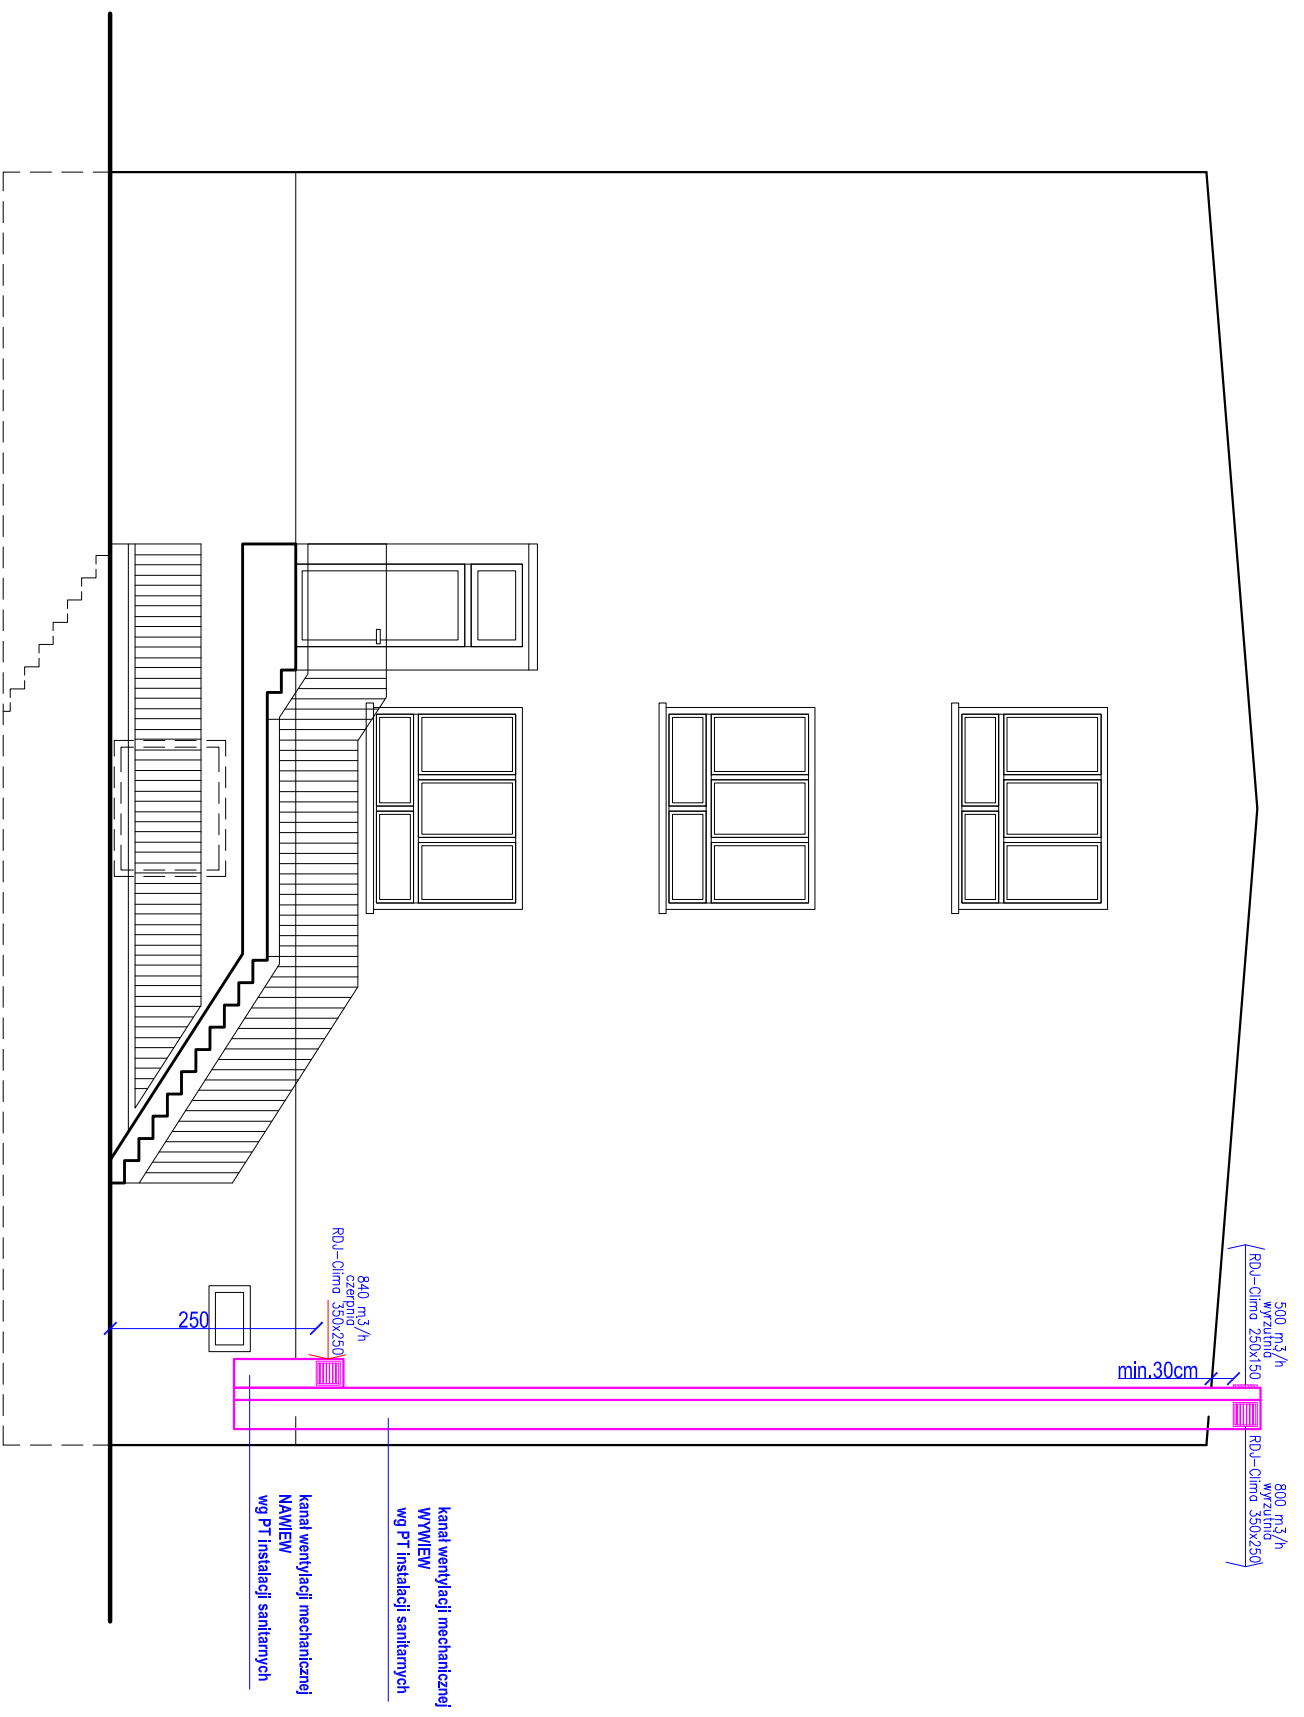 500 m3/h
wyrzutnia
RDJ-Clima 250x150
800 m3/h
wyrzutnia
RDJ-Clima 350x250
min.30cm
840 m3/h
czerpnia
RDJ-Clima 350x250
250
kanał wentylacji mechanicznej
WYWIEW
wg PT instalacji sanitarnych
kanał wentylacji mechanicznej
NAWIEW
wg PT instalacji sanitarnych